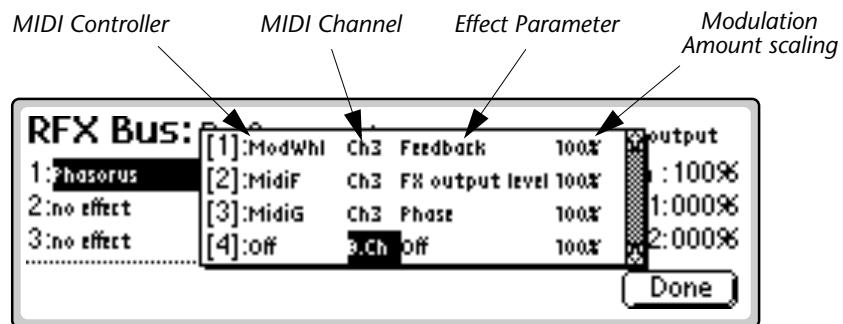 MIDI Controller MIDI Channel Effect Parameter Modulation Amount scaling
RFX Bus:
output
[1]:ModWhl Ch3 Feedback 100%
1:Phasorus
[2]:MidiF Ch3 FX output level 100%
:100%
2:no effect
[3]:MidiG Ch3 Phase 100%
1:000%
3:no effect
[4]:Off B.Ch Off 100%
2:000%
Done